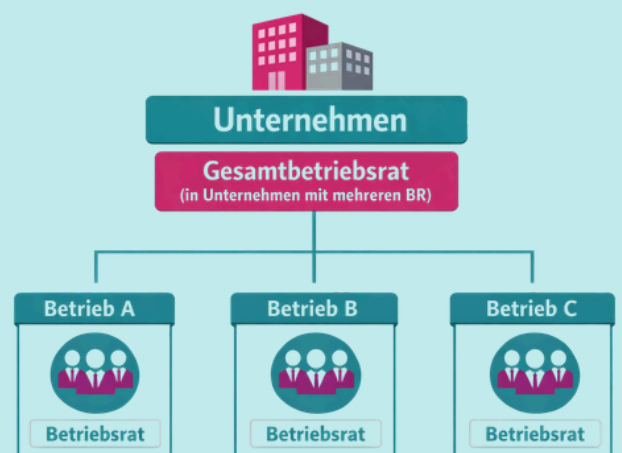 Unternehmen
Gesamtbetriebsrat
(in Unternehmen mit mehreren BR)
Betrieb A
Betrieb B
Betrieb C
Betriebsrat
Betriebsrat
Betriebsrat